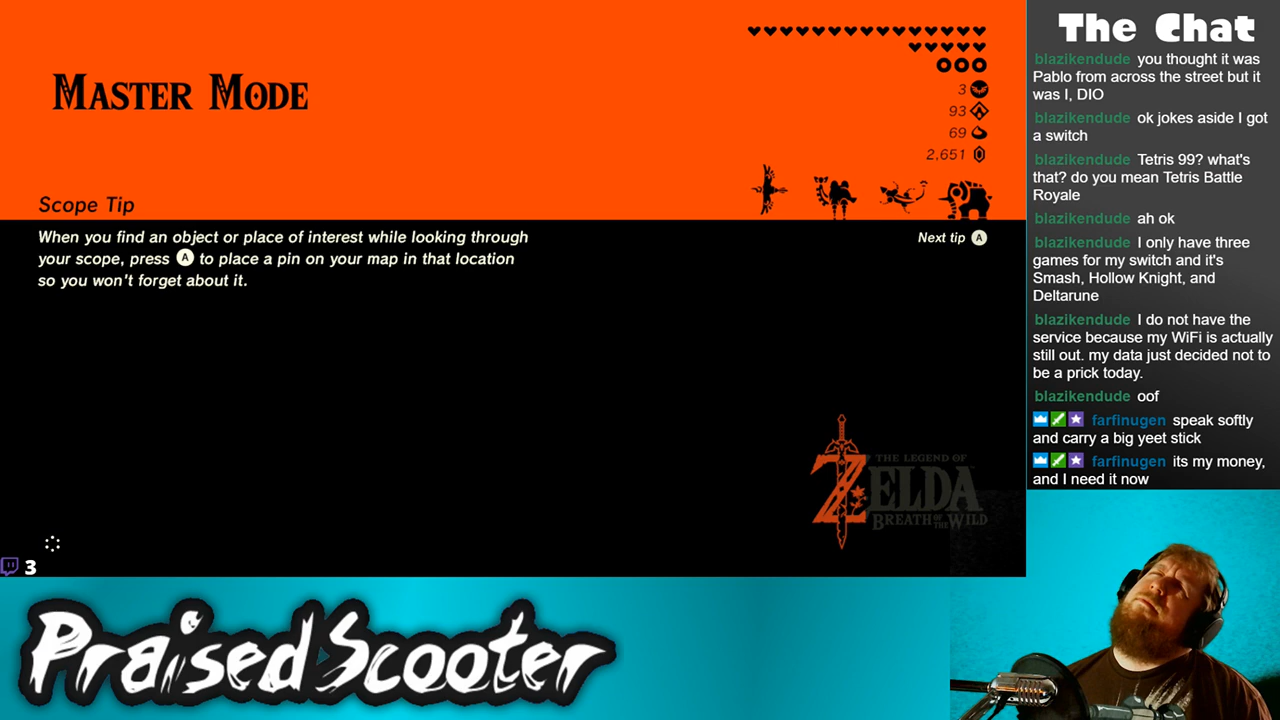 Master Mode
3
93
69
2,651
Scope Tip
When you find an object or place of interest while looking through
your scope, press A to place a pin on your map in that location
so you won't forget about it.
Next tip A
THE LEGEND OF
ZELDA
BREATH OF THE WILD
3
PraisedScooter
The Chat
blazikendude you thought it was
Pablo from across the street but it
was I, DIO
blazikendude ok jokes aside I got
a switch
blazikendude Tetris 99? what's
that? do you mean Tetris Battle
Royale
blazikendude ah ok
blazikendude I only have three
games for my switch and it's
Smash, Hollow Knight, and
Deltarune
blazikendude I do not have the
service because my WiFi is actually
still out. my data just decided not to
be a prick today.
blazikendude oof
farfinugen speak softly
and carry a big yeet stick
farfinugen its my money,
and I need it now